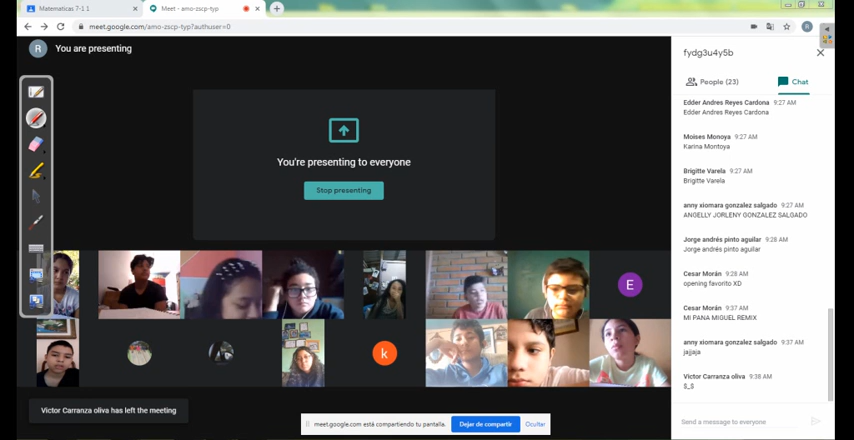 Matematicas 7-1 1
Meet - amo-zscp-typ
meet.google.com/amo-zscp-typ?authuser=0
R
R
You are presenting
You're presenting to everyone
Stop presenting
E
k
Victor Carranza oliva has left the meeting
meet.google.com está compartiendo tu pantalla.
Dejar de compartir
Ocultar
fydg3u4y5b
People (23)
Chat
Edder Andres Reyes Cardona 9:27 AM
Edder Andres Reyes Cardona
Moises Monoya 9:27 AM
Karina Montoya
Brigitte Varela 9:27 AM
Brigitte Varela
anny xiomara gonzalez salgado 9:27 AM
ANGELLY JORLENY GONZALEZ SALGADO
Jorge andrés pinto aguilar 9:28 AM
Jorge andrés pinto aguilar
Cesar Morán 9:28 AM
opening favorito XD
Cesar Morán 9:37 AM
MI PANA MIGUEL REMIX
anny xiomara gonzalez salgado 9:37 AM
jajjaja
Victor Carranza oliva 9:38 AM
$_$
Send a message to everyone